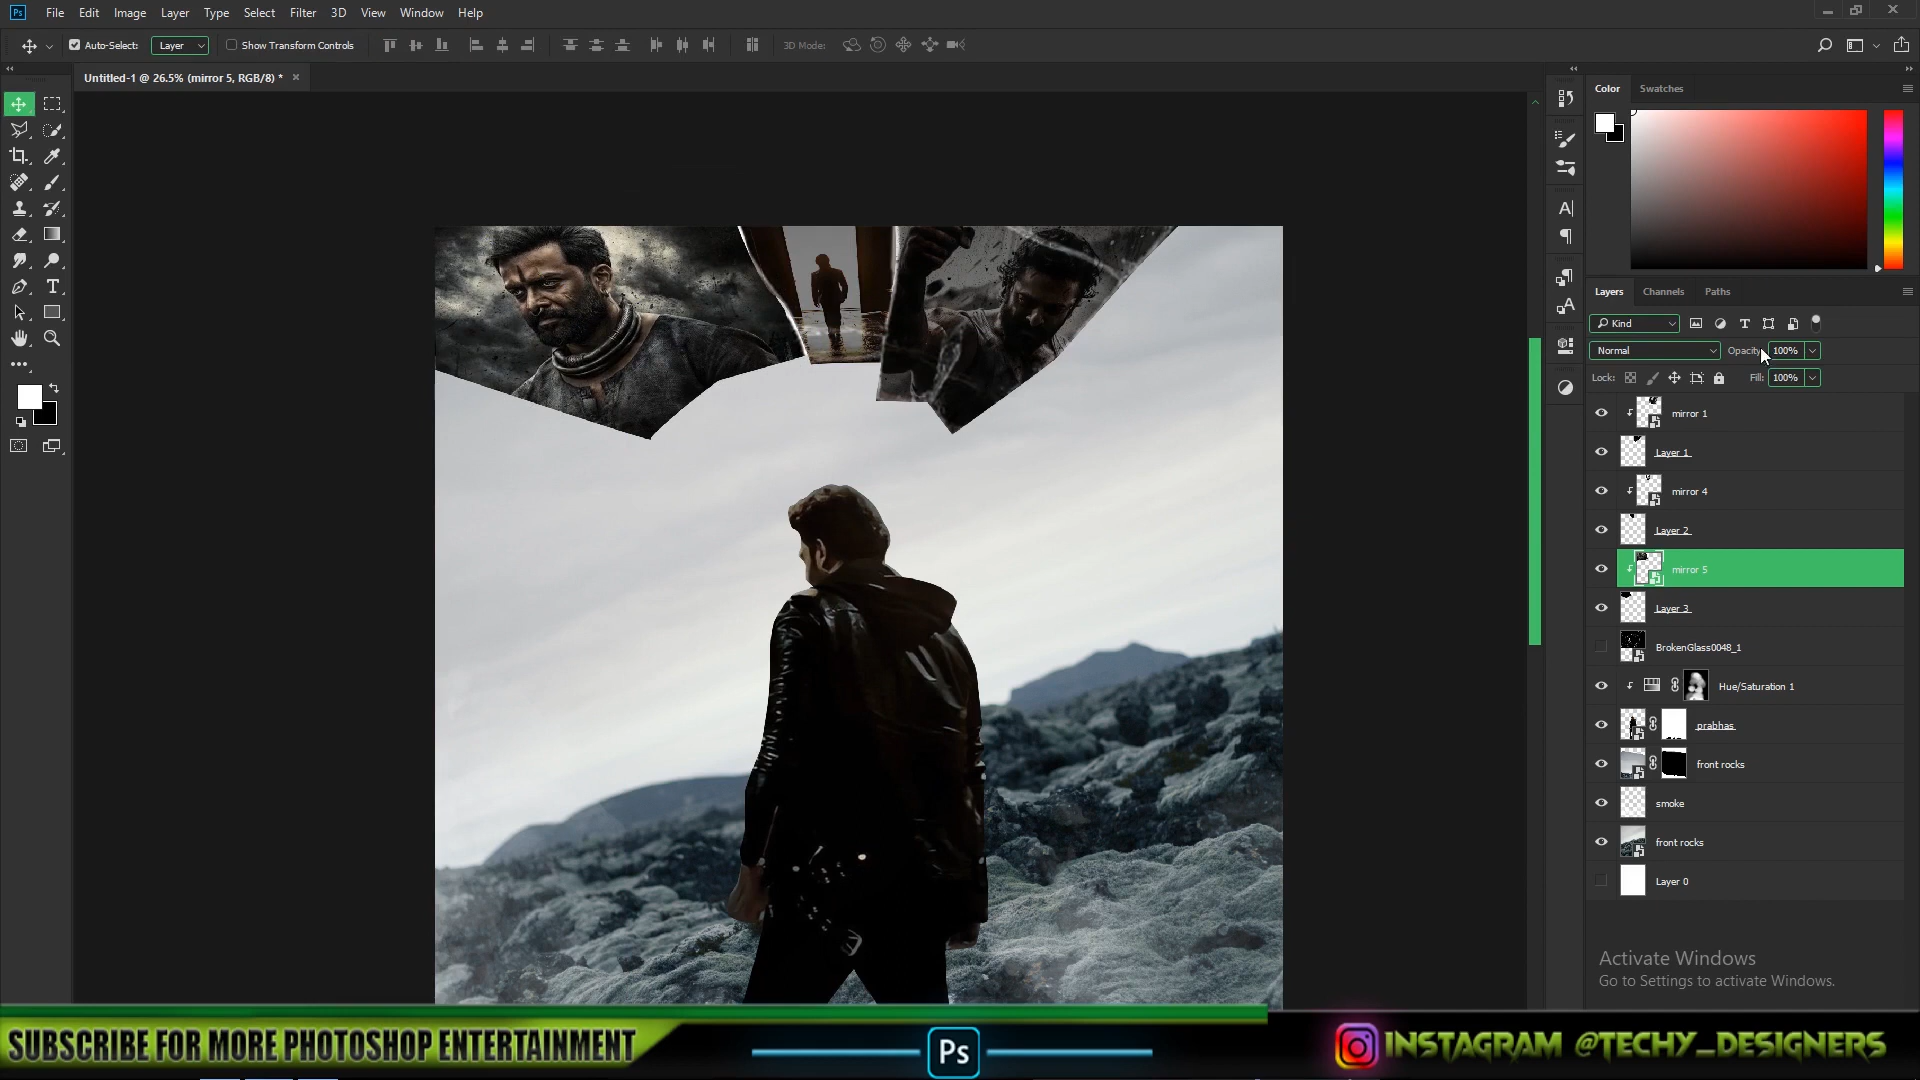 Ps File Edit Image Layer Type Select Filter 3D View Window Help
Auto-Select: Layer Show Transform Controls 3D Mode:
Untitled-1 @ 26.5% (mirror 5, RGB/8) *
Color Swatches
Layers Channels Paths
Kind
Normal Opacity 100%
Lock: Fill: 100%
mirror 1
Layer 1
mirror 4
Layer 2
mirror 5
Layer 3
BrokenGlass0048_1
Hue/Saturation 1
prabhas
front rocks
smoke
front rocks
Layer 0
Activate Windows
Go to Settings to activate Windows.
SUBSCRIBE FOR MORE PHOTOSHOP ENTERTAINMENT
Ps
INSTAGRAM @TECHY_DESIGNERS